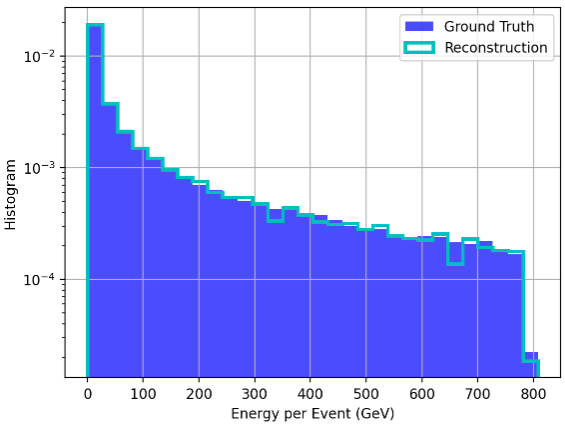 Ground Truth
Reconstruction
10⁻²
10⁻³
10⁻⁴
Histogram
0 100 200 300 400 500 600 700 800
Energy per Event (GeV)